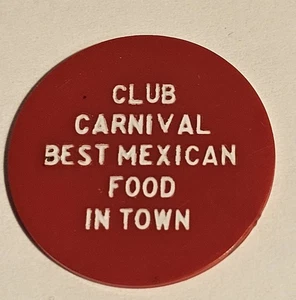 CLUB
CARNIVAL
BEST MEXICAN
FOOD
IN TOWN